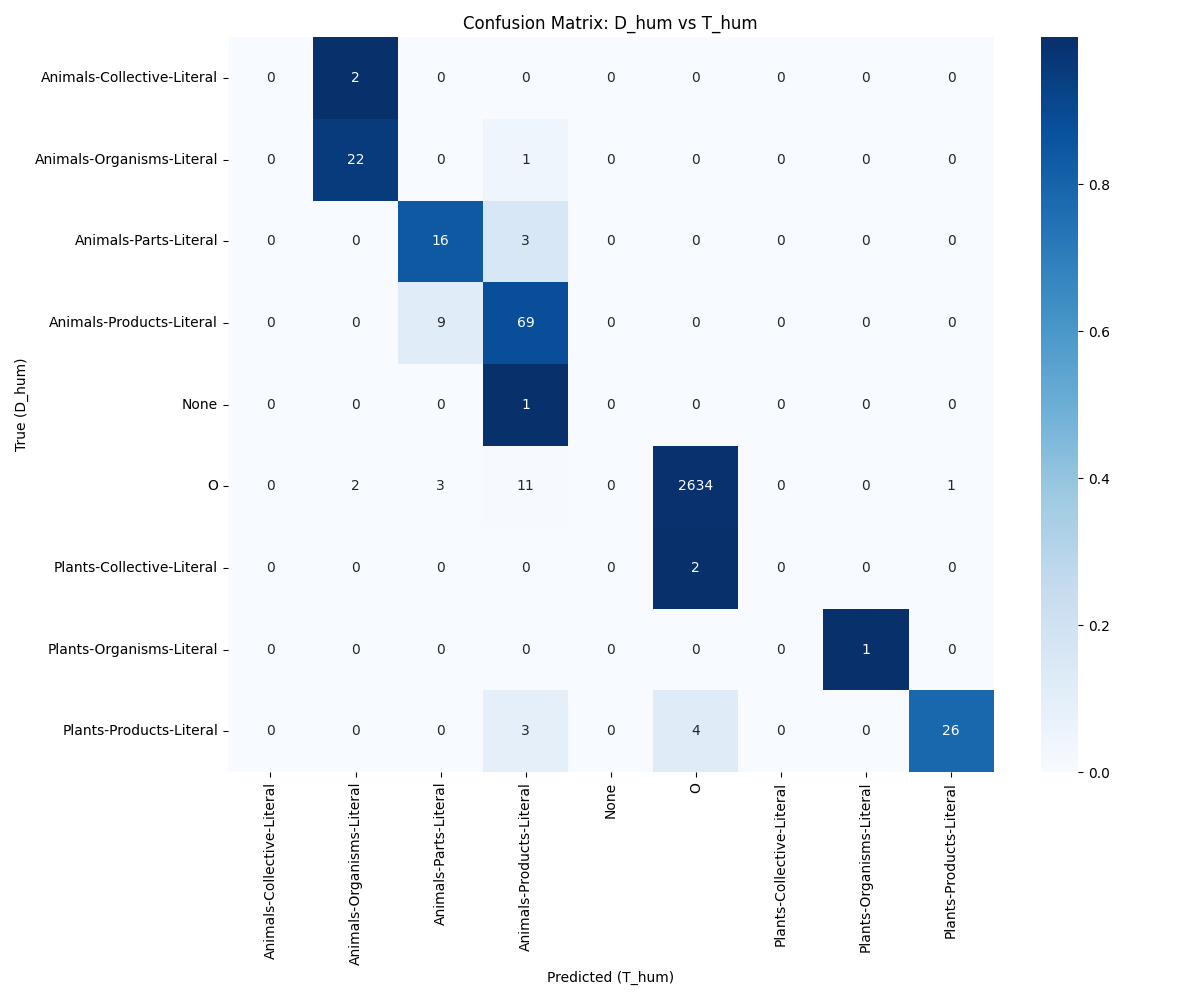 Confusion Matrix: D_hum vs T_hum
True (D_hum)
Animals-Collective-Literal 0 2 0 0 0 0 0 0 0
Animals-Organisms-Literal 0 22 0 1 0 0 0 0 0
Animals-Parts-Literal 0 0 16 3 0 0 0 0 0
Animals-Products-Literal 0 0 9 69 0 0 0 0 0
None 0 0 0 1 0 0 0 0 0
O 0 2 3 11 0 2634 0 0 1
Plants-Collective-Literal 0 0 0 0 0 2 0 0 0
Plants-Organisms-Literal 0 0 0 0 0 0 0 1 0
Plants-Products-Literal 0 0 0 3 0 4 0 0 26
Animals-Collective-Literal
Animals-Organisms-Literal
Animals-Parts-Literal
Animals-Products-Literal
None
O
Plants-Collective-Literal
Plants-Organisms-Literal
Plants-Products-Literal
Predicted (T_hum)
0.8
0.6
0.4
0.2
0.0